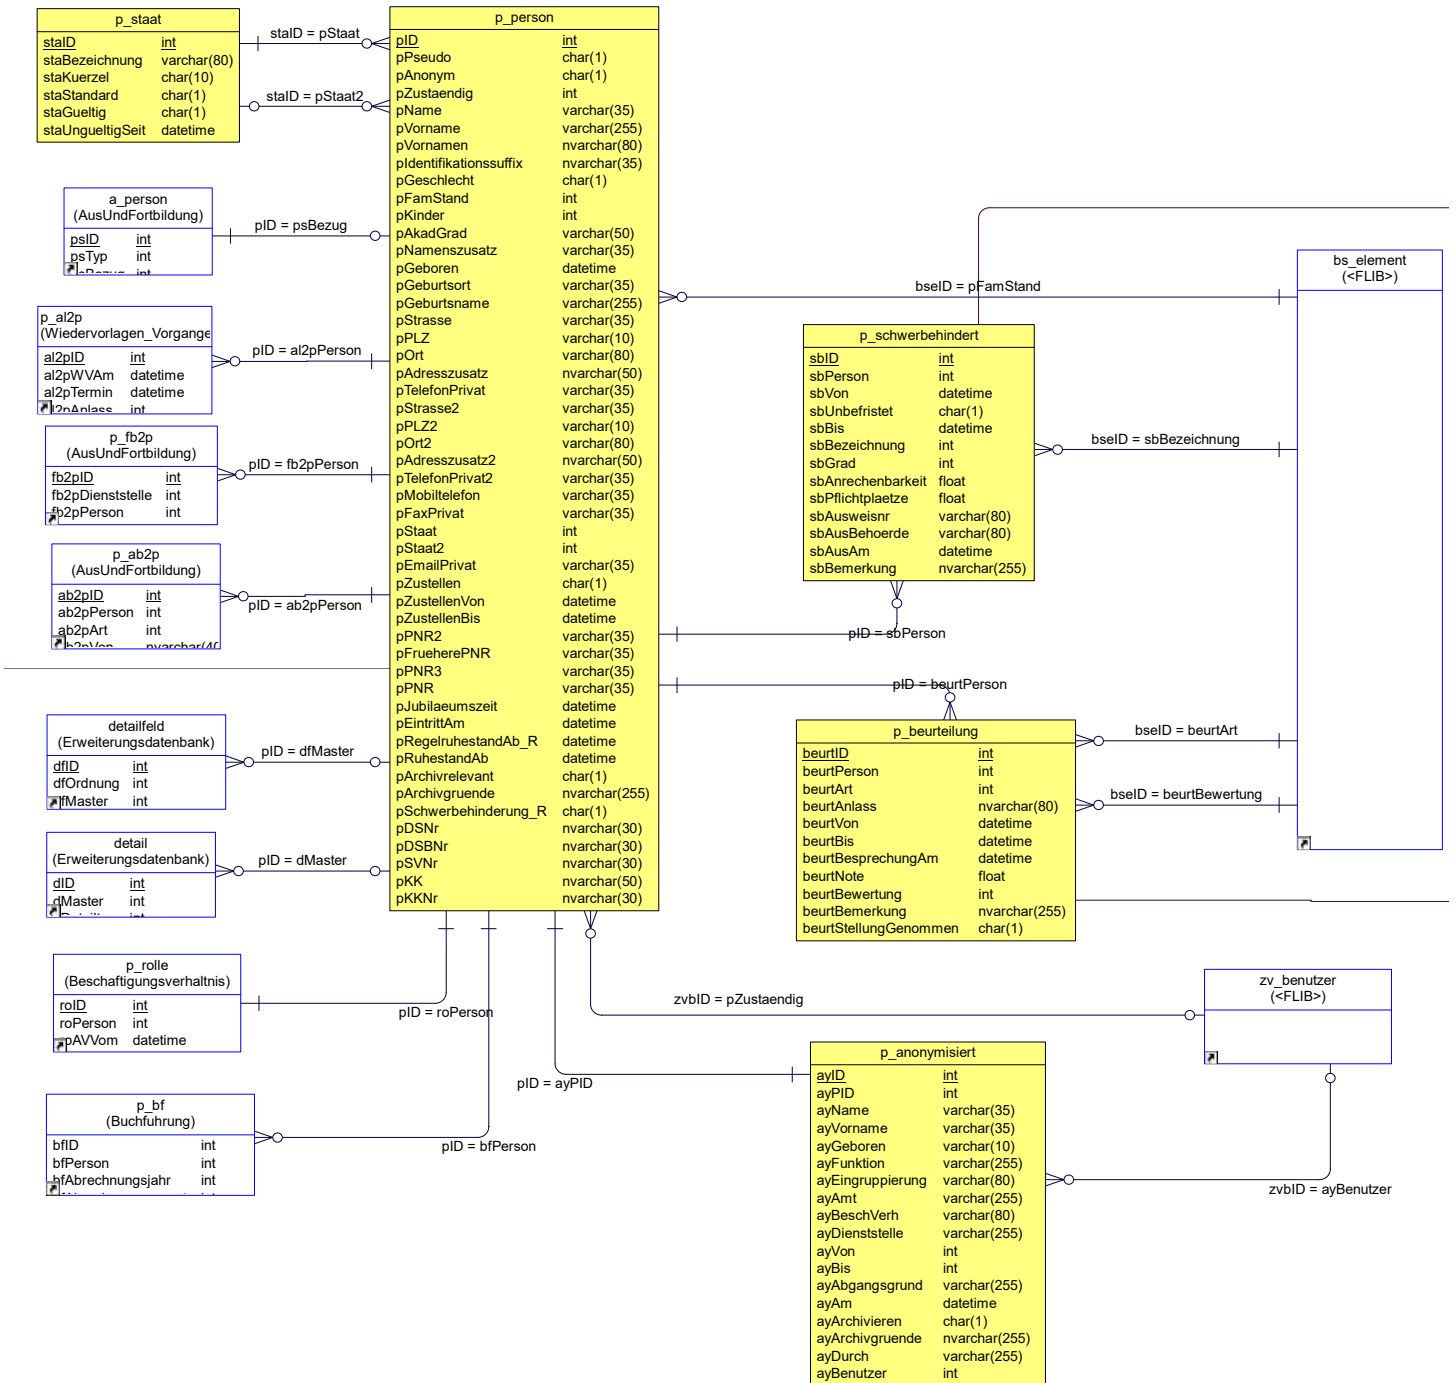 p_staat
staID int
staBezeichnung varchar(80)
staKuerzel char(10)
staStandard char(1)
staGueltig char(1)
staUngueltigSeit datetime
staID = pStaat
staID = pStaat2
a_person
(AusUndFortbildung)
psID int
psTyp int
pID = psBezug
p_al2p
(Wiedervorlagen_Vorgange
al2pID int
al2pWVAm datetime
al2pTermin datetime
l2pAnlass int
pID = al2pPerson
p_fb2p
(AusUndFortbildung)
fb2pID int
fb2pDienststelle int
fb2pPerson int
pID = fb2pPerson
p_ab2p
(AusUndFortbildung)
ab2pID int
ab2pPerson int
ab2pArt int
b2pVon nvarchar(40
pID = ab2pPerson
detailfeld
(Erweiterungsdatenbank)
dfID int
dfOrdnung int
fMaster int
pID = dfMaster
detail
(Erweiterungsdatenbank)
dID int
dMaster int
pID = dMaster
p_rolle
(Beschaftigungsverhaltnis)
roID int
roPerson int
pAVVom datetime
pID = roPerson
p_bf
(Buchfuhrung)
bfID int
bfPerson int
bfAbrechnungsjahr int
pID = bfPerson
p_person
pID int
pPseudo char(1)
pAnonym char(1)
pZustaendig int
pName varchar(35)
pVorname varchar(255)
pVornamen nvarchar(80)
pIdentifikationssuffix nvarchar(35)
pGeschlecht char(1)
pFamStand int
pKinder int
pAkadGrad varchar(50)
pNamenszusatz varchar(35)
pGeboren datetime
pGeburtsort varchar(35)
pGeburtsname varchar(255)
pStrasse varchar(35)
pPLZ varchar(10)
pOrt varchar(80)
pAdresszusatz nvarchar(50)
pTelefonPrivat varchar(35)
pStrasse2 varchar(35)
pPLZ2 varchar(10)
pOrt2 varchar(80)
pAdresszusatz2 nvarchar(50)
pTelefonPrivat2 varchar(35)
pMobiltelefon varchar(35)
pFaxPrivat varchar(35)
pStaat int
pStaat2 int
pEmailPrivat varchar(35)
pZustellen char(1)
pZustellenVon datetime
pZustellenBis datetime
pPNR2 varchar(35)
pFrueherePNR varchar(35)
pPNR3 varchar(35)
pPNR varchar(35)
pJubilaeumszeit datetime
pEintrittAm datetime
pRegelruhestandAb_R datetime
pRuhestandAb datetime
pArchivrelevant char(1)
pArchivgruende nvarchar(255)
pSchwerbehinderung_R char(1)
pDSNr nvarchar(30)
pDSBNr nvarchar(30)
pSVNr nvarchar(30)
pKK nvarchar(50)
pKKNr nvarchar(30)
bseID = pFamStand
p_schwerbehindert
sbID int
sbPerson int
sbVon datetime
sbUnbefristet char(1)
sbBis datetime
sbBezeichnung int
sbGrad int
sbAnrechenbarkeit float
sbPflichtplaetze float
sbAusweisnr varchar(80)
sbAusBehoerde varchar(80)
sbAusAm datetime
sbBemerkung nvarchar(255)
bseID = sbBezeichnung
pID = sbPerson
pID = beurtPerson
p_beurteilung
beurtID int
beurtPerson int
beurtArt int
beurtAnlass nvarchar(80)
beurtVon datetime
beurtBis datetime
beurtBesprechungAm datetime
beurtNote float
beurtBewertung int
beurtBemerkung nvarchar(255)
beurtStellungGenommen char(1)
bseID = beurtArt
bseID = beurtBewertung
bs_element
(<FLIB>)
zvbID = pZustaendig
zv_benutzer
(<FLIB>)
pID = ayPID
p_anonymisiert
ayID int
ayPID int
ayName varchar(35)
ayVorname varchar(35)
ayGeboren varchar(10)
ayFunktion varchar(255)
ayEingruppierung varchar(80)
ayAmt varchar(255)
ayBeschVerh varchar(80)
ayDienststelle varchar(255)
ayVon int
ayBis int
ayAbgangsgrund varchar(255)
ayAm datetime
ayArchivieren char(1)
ayArchivgruende nvarchar(255)
ayDurch varchar(255)
ayBenutzer int
zvbID = ayBenutzer